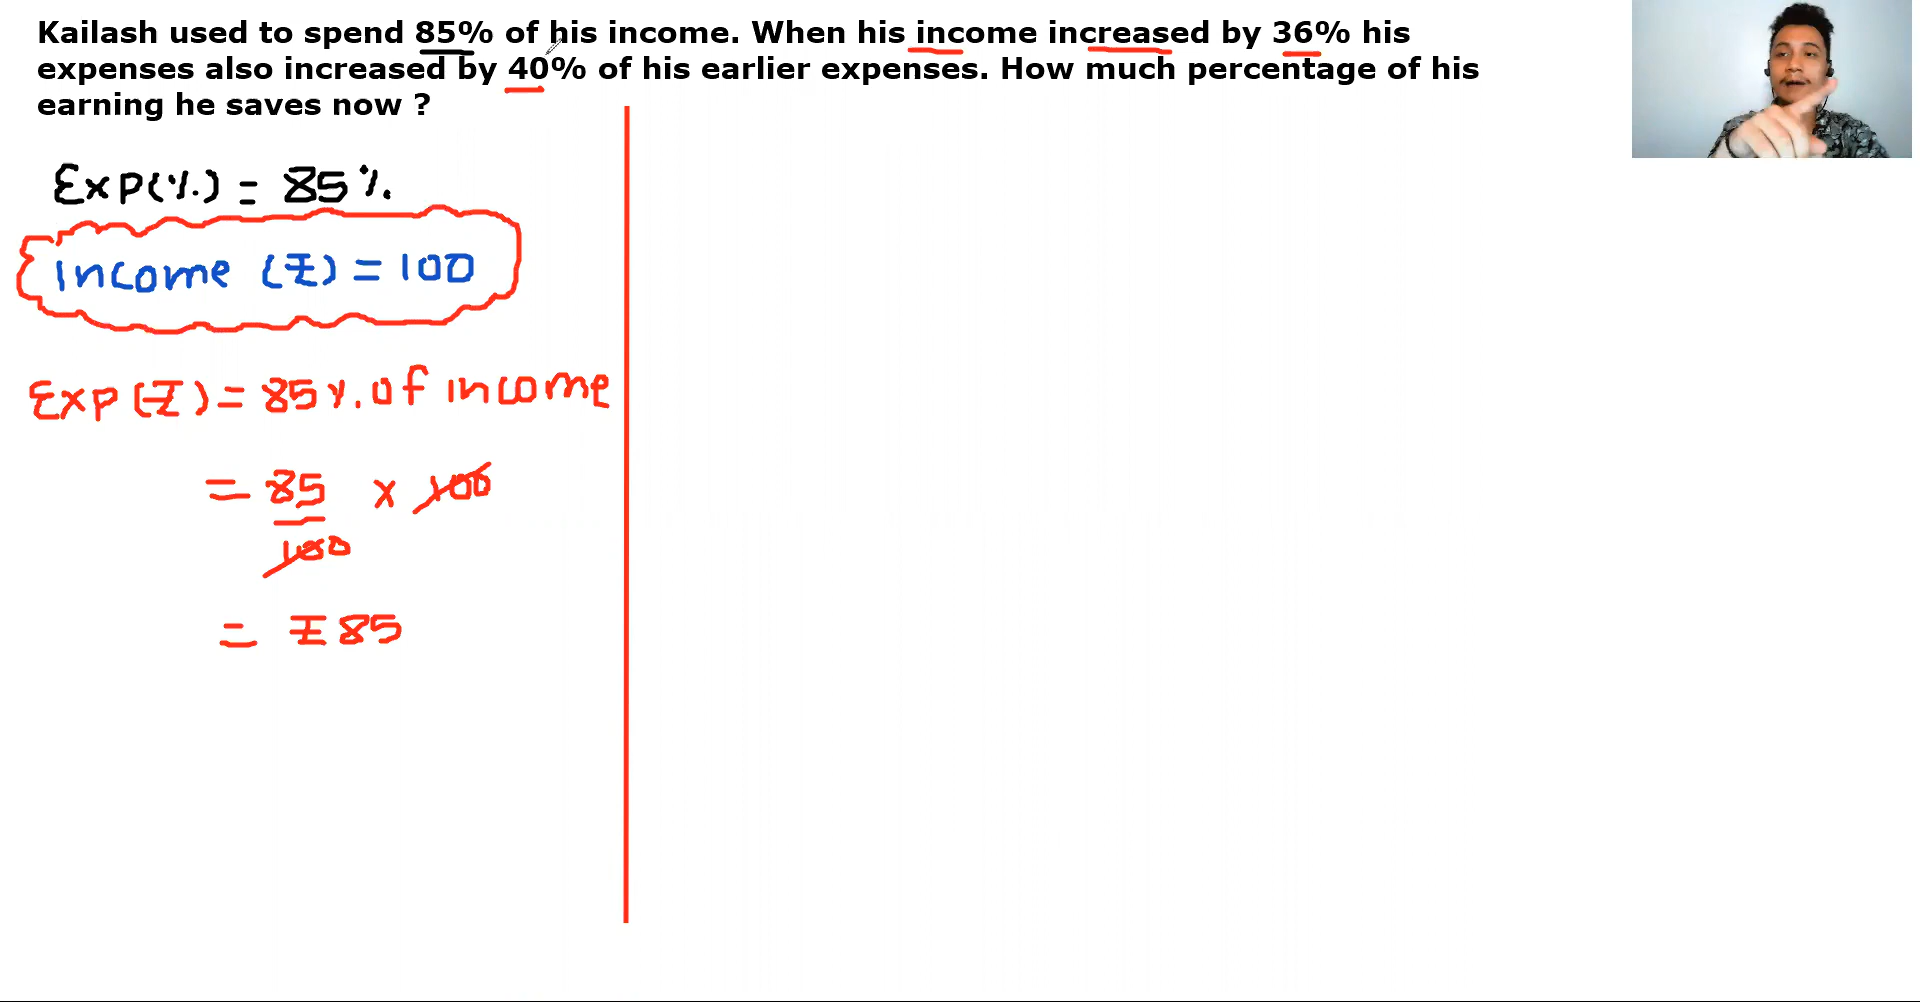 Kailash used to spend 85% of his income. When his income increased by 36% his
expenses also increased by 40% of his earlier expenses. How much percentage of his
earning he saves now ?
Exp(%) = 85%
Income (₹) = 100
Exp (₹) = 85% of income
= 85 x 100
100
= ₹ 85